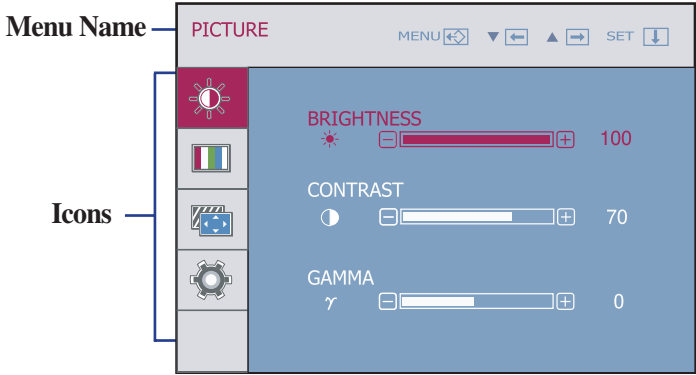 Menu Name
PICTURE
MENU ▼ ▲ SET
BRIGHTNESS
100
CONTRAST
70
Icons
GAMMA
γ 0